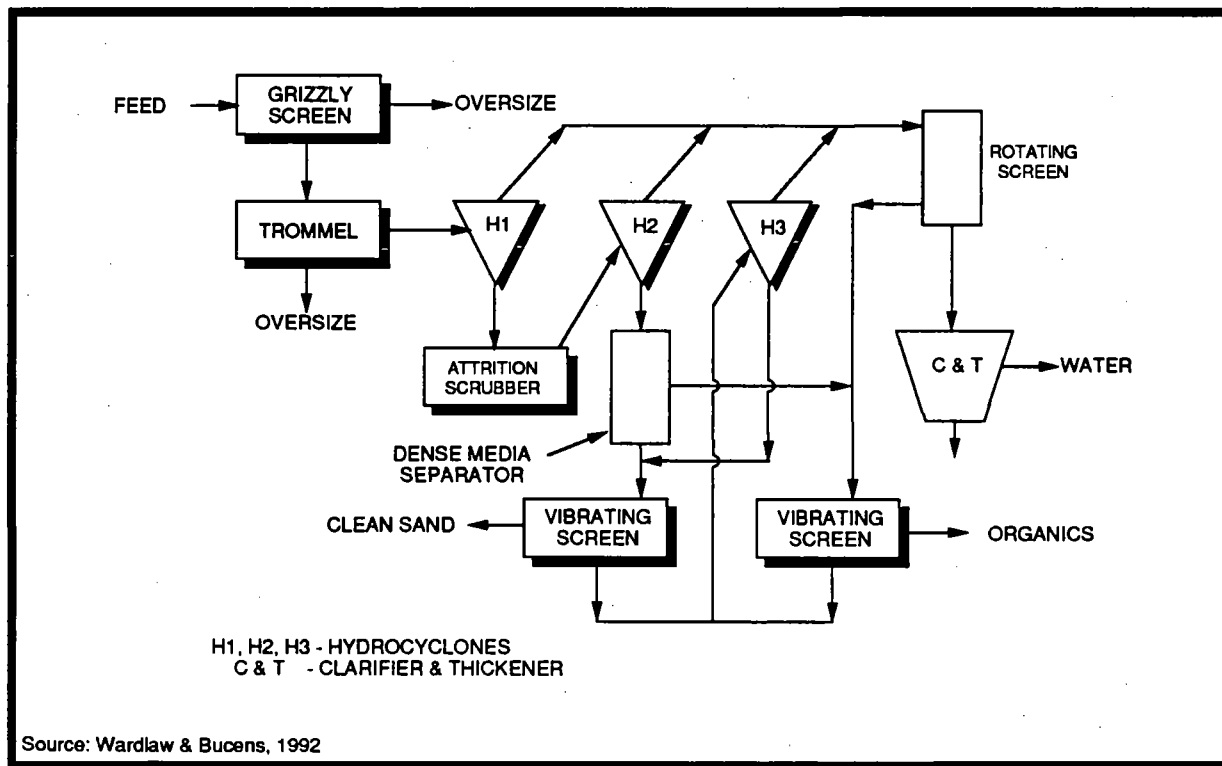 FEED
GRIZZLY
SCREEN
OVERSIZE
TROMMEL
OVERSIZE
H1
H2
H3
ROTATING
SCREEN
ATTRITION
SCRUBBER
C & T
WATER
DENSE MEDIA
SEPARATOR
CLEAN SAND
VIBRATING
SCREEN
VIBRATING
SCREEN
ORGANICS
H1, H2, H3 - HYDROCYCLONES
C & T - CLARIFIER & THICKENER
Source: Wardlaw & Bucens, 1992